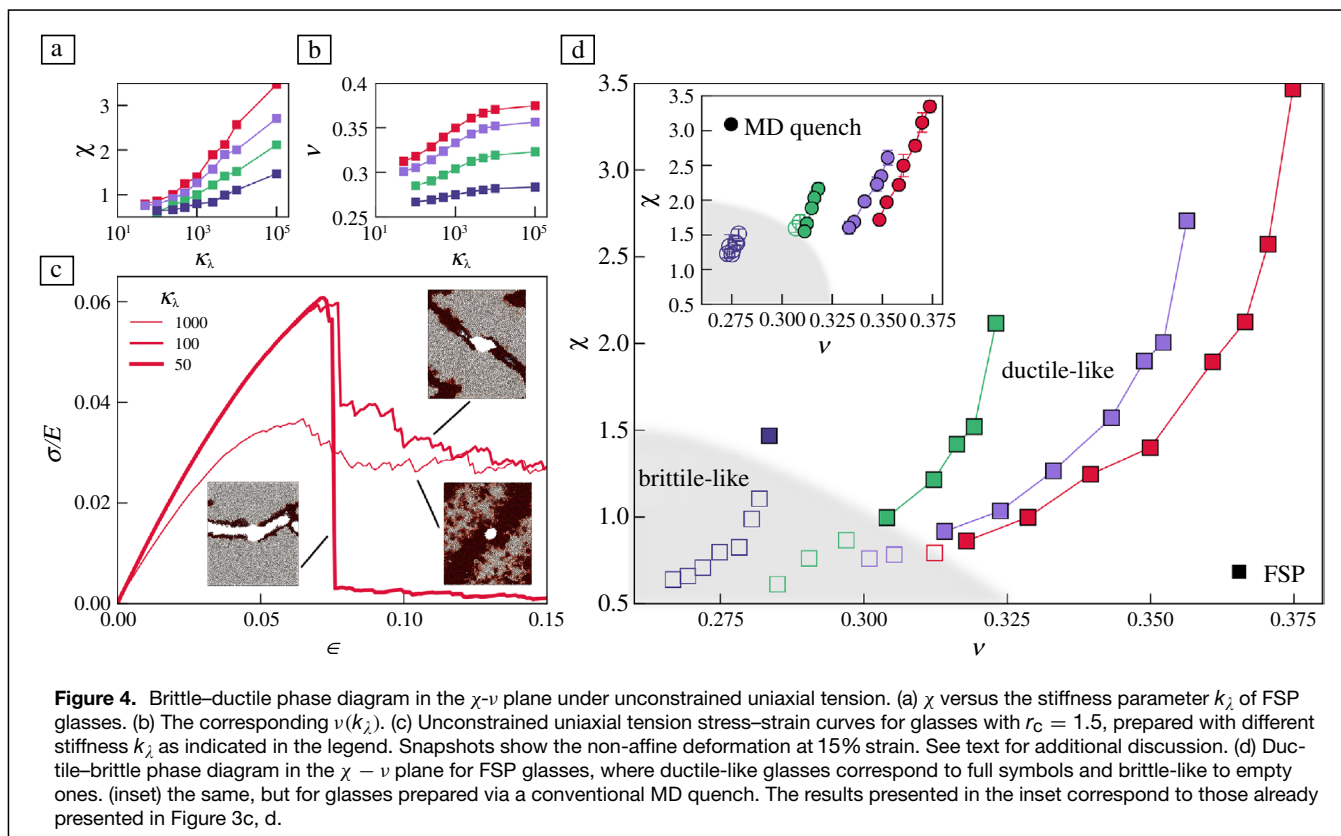 a
χ
3
2
1
10¹ 10³ 10⁵
κ_λ
b
ν
0.4
0.35
0.3
0.25
10¹ 10³ 10⁵
κ_λ
c
σ/E
0.06
0.04
0.02
0.00
κ_λ
1000
100
50
0.00 0.05 0.10 0.15
ϵ
d
χ
3.5
3.0
2.5
2.0
1.5
1.0
0.5
MD quench
χ
3.5
3.0
2.5
2.0
1.5
1.0
0.5
0.275 0.300 0.325 0.350 0.375
ν
ductile-like
brittile-like
FSP
0.275 0.300 0.325 0.350 0.375
ν
Figure 4. Brittle–ductile phase diagram in the χ-ν plane under unconstrained uniaxial tension. (a) χ versus the stiffness parameter k_λ of FSP
glasses. (b) The corresponding ν(k_λ). (c) Unconstrained uniaxial tension stress–strain curves for glasses with r_c = 1.5, prepared with different
stiffness k_λ as indicated in the legend. Snapshots show the non-affine deformation at 15% strain. See text for additional discussion. (d) Duc-
tile–brittle phase diagram in the χ − ν plane for FSP glasses, where ductile-like glasses correspond to full symbols and brittle-like to empty
ones. (inset) the same, but for glasses prepared via a conventional MD quench. The results presented in the inset correspond to those already
presented in Figure 3c, d.